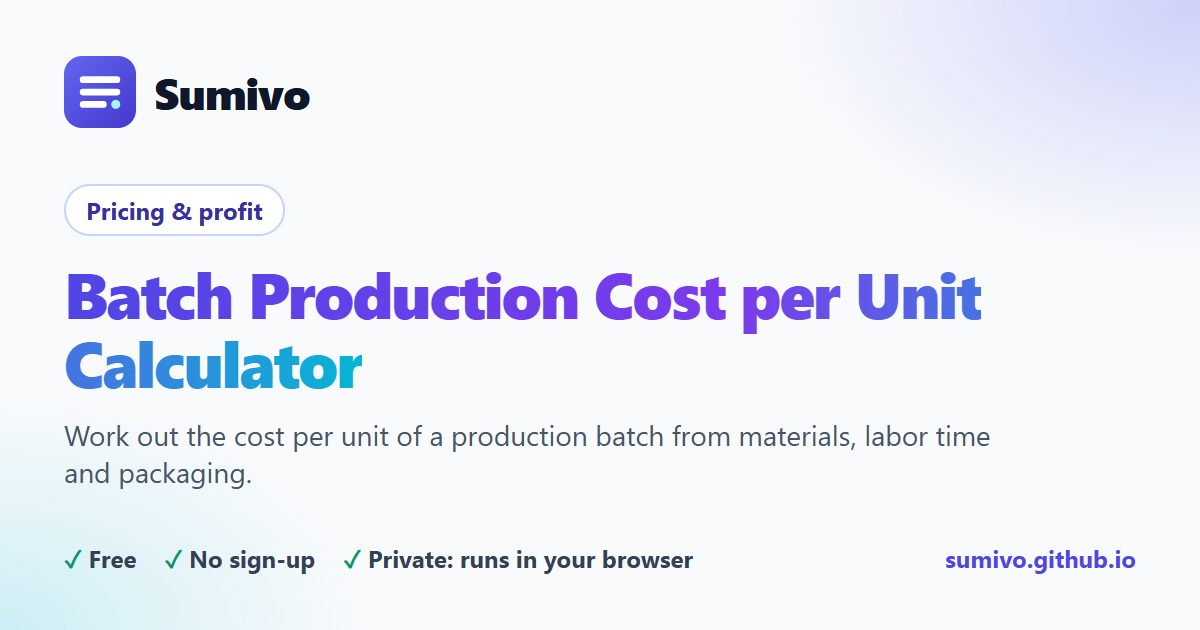 Sumivo
Pricing & profit
Batch Production Cost per Unit
Calculator
Work out the cost per unit of a production batch from materials, labor time
and packaging.
✓ Free ✓ No sign-up ✓ Private: runs in your browser sumivo.github.io